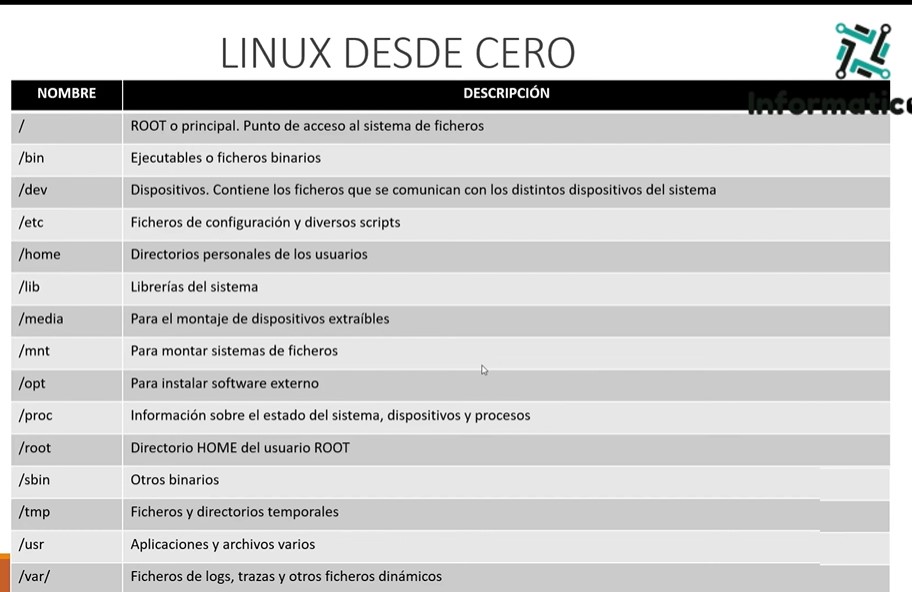 LINUX DESDE CERO
NOMBRE DESCRIPCIÓN
/ ROOT o principal. Punto de acceso al sistema de ficheros
/bin Ejecutables o ficheros binarios
/dev Dispositivos. Contiene los ficheros que se comunican con los distintos dispositivos del sistema
/etc Ficheros de configuración y diversos scripts
/home Directorios personales de los usuarios
/lib Librerías del sistema
/media Para el montaje de dispositivos extraíbles
/mnt Para montar sistemas de ficheros
/opt Para instalar software externo
/proc Información sobre el estado del sistema, dispositivos y procesos
/root Directorio HOME del usuario ROOT
/sbin Otros binarios
/tmp Ficheros y directorios temporales
/usr Aplicaciones y archivos varios
/var/ Ficheros de logs, trazas y otros ficheros dinámicos